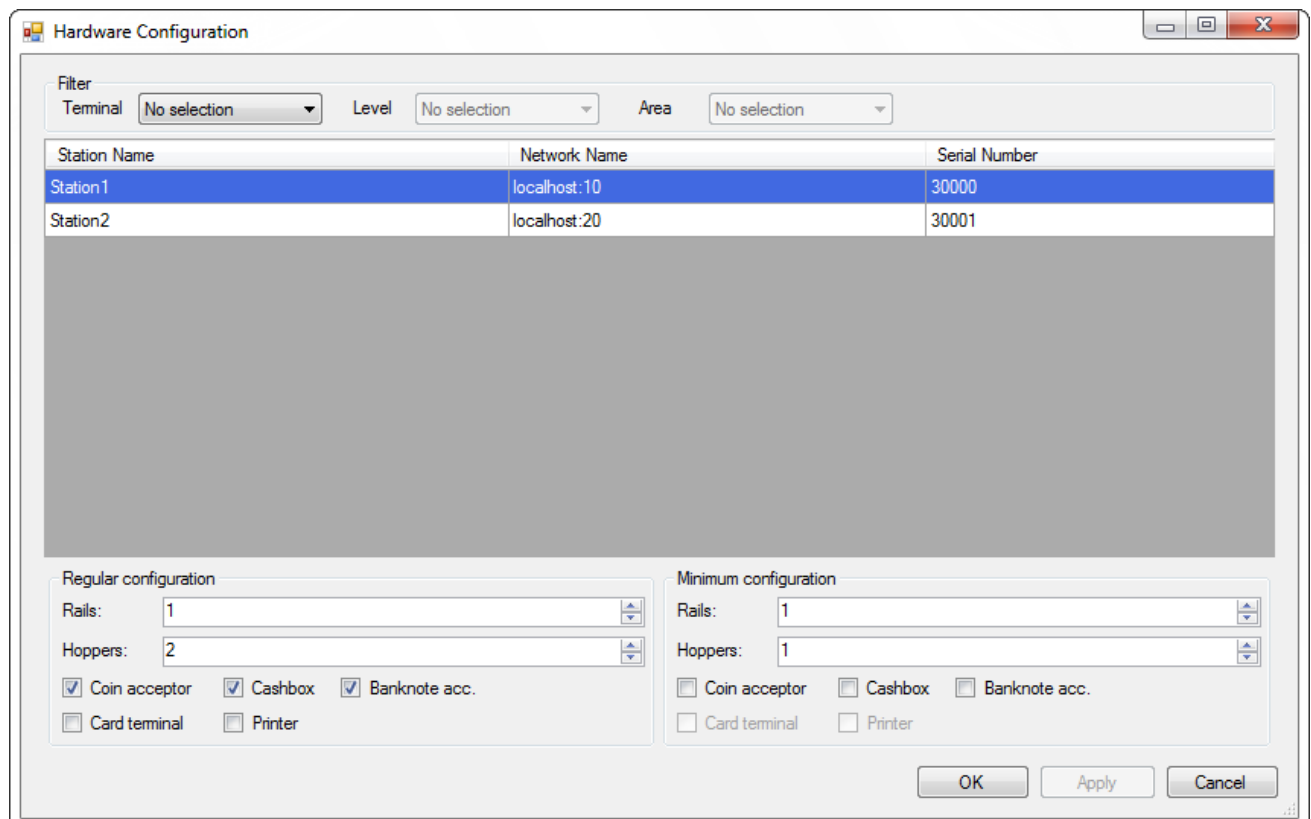 Hardware Configuration
Filter
Terminal No selection Level No selection Area No selection
Station Name Network Name Serial Number
Station1 localhost:10 30000
Station2 localhost:20 30001
Regular configuration Minimum configuration
Rails: 1 Rails: 1
Hoppers: 2 Hoppers: 1
Coin acceptor Cashbox Banknote acc. Coin acceptor Cashbox Banknote acc.
Card terminal Printer Card terminal Printer
OK Apply Cancel